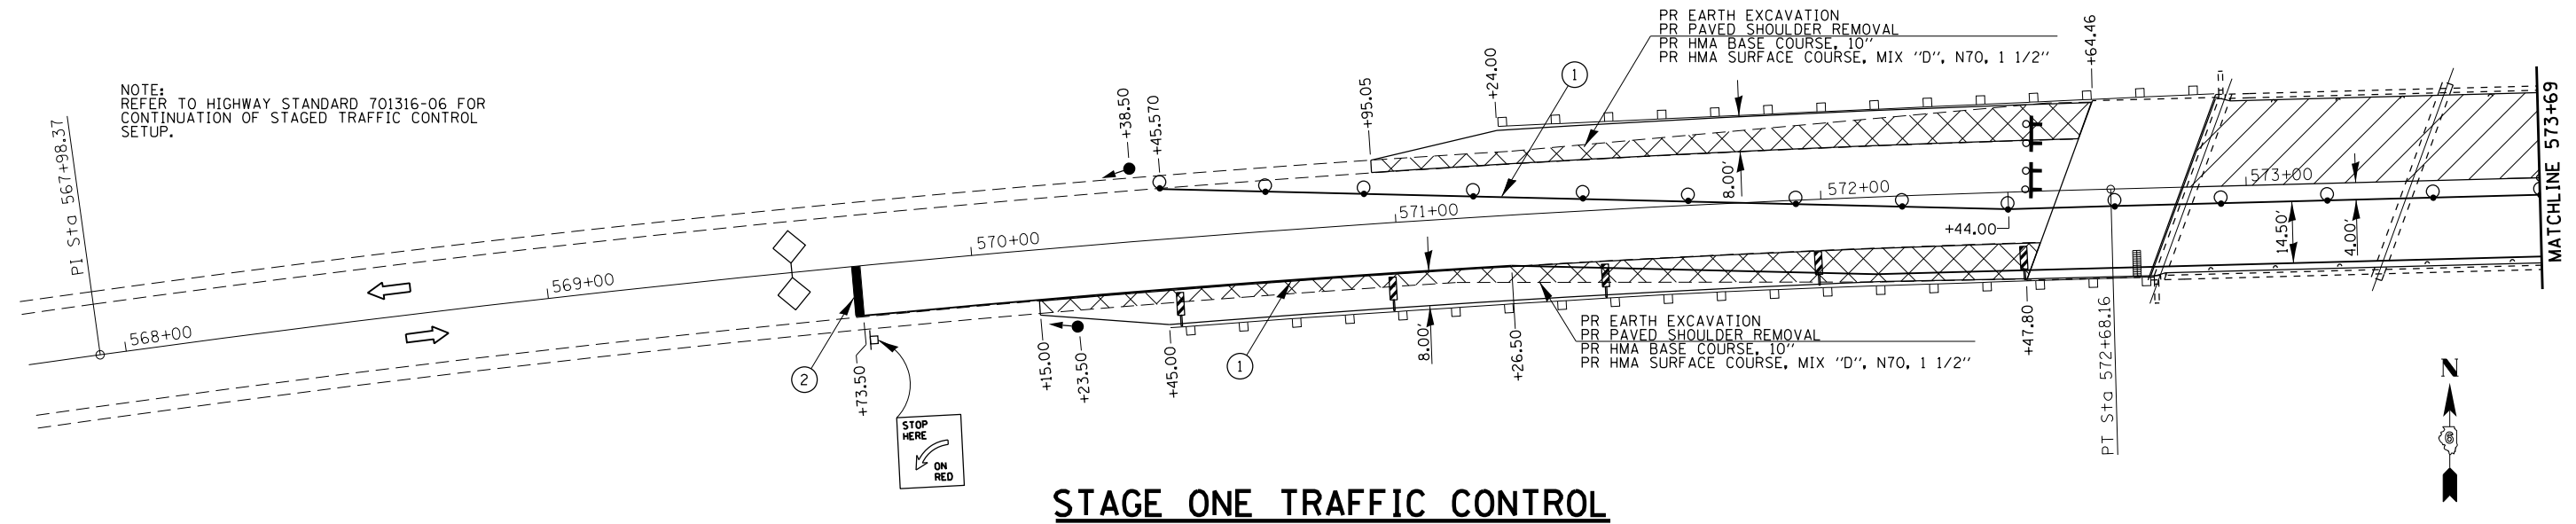 NOTE:
REFER TO HIGHWAY STANDARD 701316-06 FOR
CONTINUATION OF STAGED TRAFFIC CONTROL
SETUP.
PI Sta 567+98.37
568+00
569+00
570+00
571+00
572+00
573+00
+38.50
+45.570
+95.05
+24.00
+64.46
PR EARTH EXCAVATION
PR PAVED SHOULDER REMOVAL
PR HMA BASE COURSE, 10"
PR HMA SURFACE COURSE, MIX "D", N70, 1 1/2"
1
8.00'
+44.00
14.50'
4.00'
MATCHLINE 573+69
2
+73.50
STOP
HERE
ON
RED
+15.00
+23.50
+45.00
1
8.00'
+26.50
PR EARTH EXCAVATION
PR PAVED SHOULDER REMOVAL
PR HMA BASE COURSE, 10"
PR HMA SURFACE COURSE, MIX "D", N70, 1 1/2"
+47.80
PT Sta 572+68.16
N
6
STAGE ONE TRAFFIC CONTROL